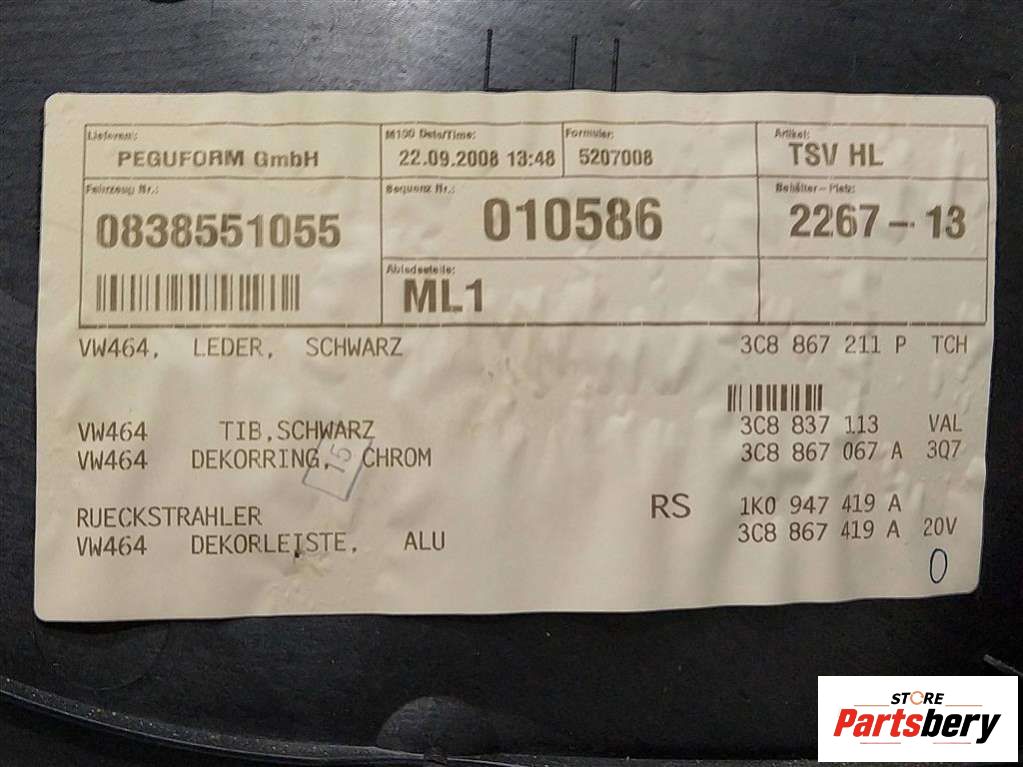 Lieferant: M100 Date/Time: Formular: Artikel:
PEGUFORM GmbH 22.09.2008 13:48 5207008 TSV HL
Fahrzeug Nr.: Sequenz Nr.: Behälter-Platz:
0838551055 010586 2267-13
Abladestelle:
ML1
VW464, LEDER, SCHWARZ 3C8 867 211 P TCH
VW464 TIB,SCHWARZ 3C8 837 113 VAL
VW464 DEKORRING, CHROM 3C8 867 067 A 3Q7
15
RUECKSTRAHLER RS 1K0 947 419 A
VW464 DEKORLEISTE, ALU 3C8 867 419 A 20V
0
STORE
Partsbery